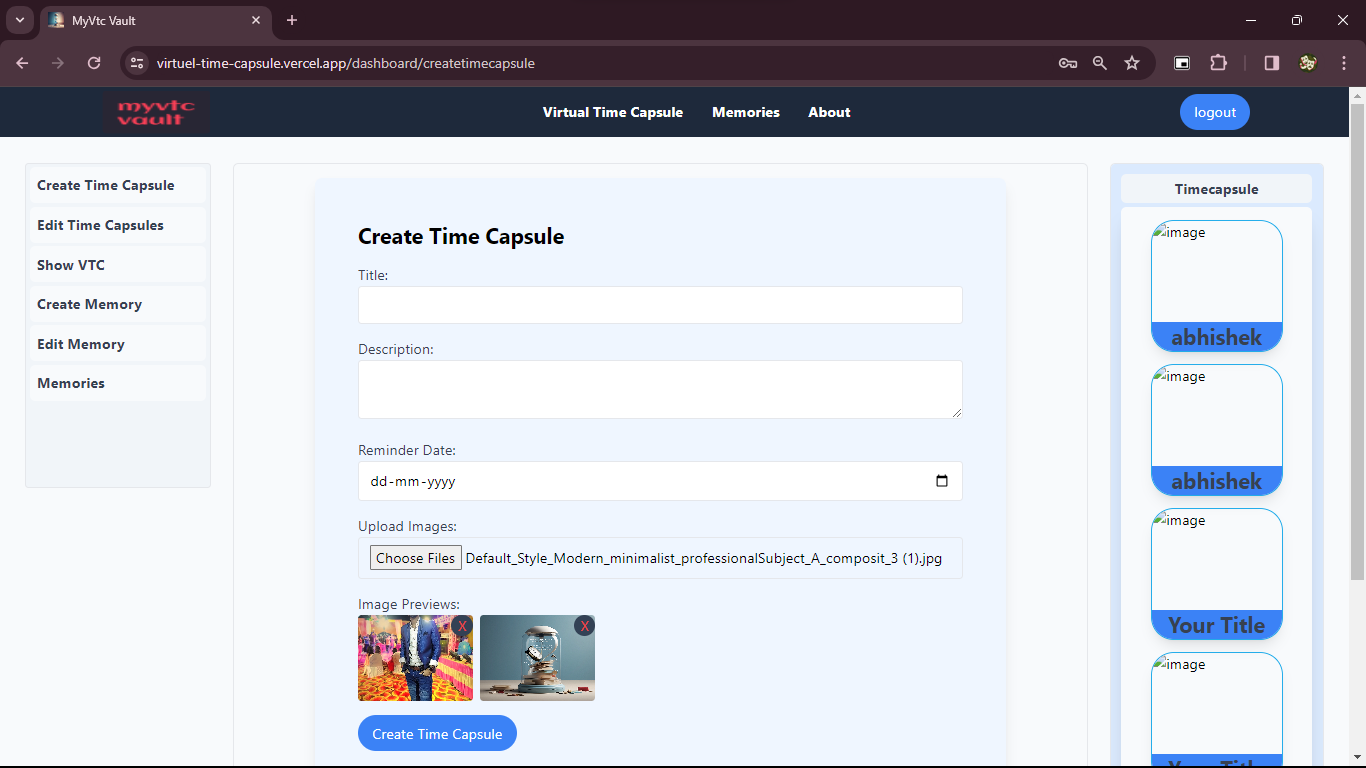 MyVtc Vault
virtuel-time-capsule.vercel.app/dashboard/createtimecapsule
myvtc
vault
Virtual Time Capsule
Memories
About
logout
Create Time Capsule
Edit Time Capsules
Show VTC
Create Memory
Edit Memory
Memories
Create Time Capsule
Title:
Description:
Reminder Date:
dd-mm-yyyy
Upload Images:
Choose Files Default_Style_Modern_minimalist_professionalSubject_A_composit_3 (1).jpg
Image Previews:
X X
Create Time Capsule
Timecapsule
image
abhishek
image
abhishek
image
Your Title
image
Your Title